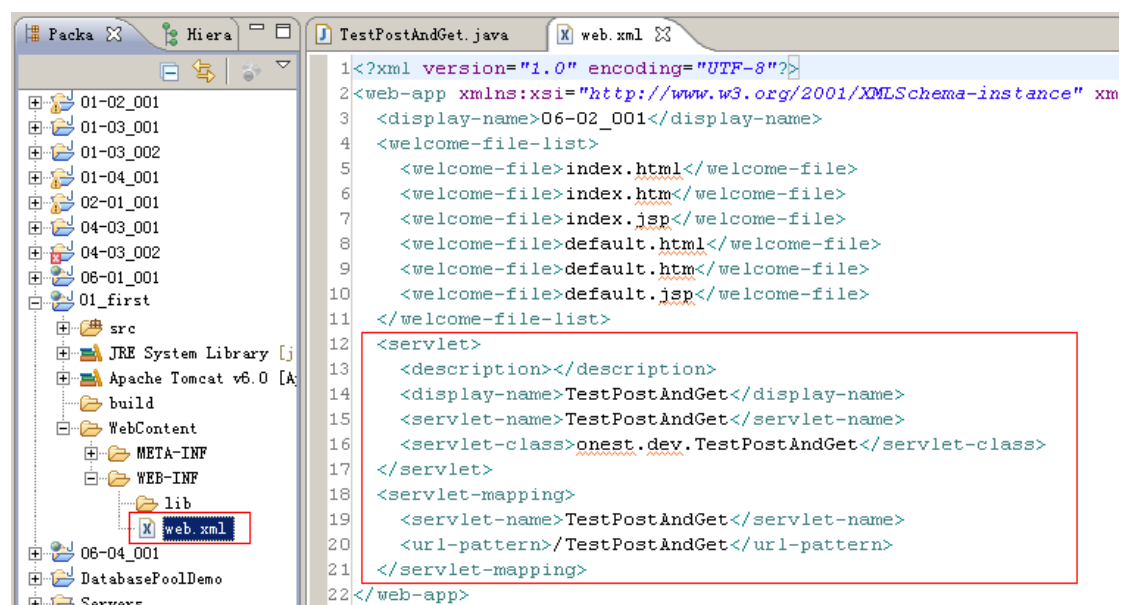 Packa
Hiera
01-02_001
01-03_001
01-03_002
01-04_001
02-01_001
04-03_001
04-03_002
06-01_001
01_first
src
JRE System Library [j
Apache Tomcat v6.0 [A
build
WebContent
META-INF
WEB-INF
lib
web.xml
06-04_001
DatabasePoolDemo
Servers
TestPostAndGet.java
web.xml
1 <?xml version="1.0" encoding="UTF-8"?>
2 <web-app xmlns:xsi="http://www.w3.org/2001/XMLSchema-instance" xm
3 <display-name>06-02_001</display-name>
4 <welcome-file-list>
5 <welcome-file>index.html</welcome-file>
6 <welcome-file>index.htm</welcome-file>
7 <welcome-file>index.jsp</welcome-file>
8 <welcome-file>default.html</welcome-file>
9 <welcome-file>default.htm</welcome-file>
10 <welcome-file>default.jsp</welcome-file>
11 </welcome-file-list>
12 <servlet>
13 <description></description>
14 <display-name>TestPostAndGet</display-name>
15 <servlet-name>TestPostAndGet</servlet-name>
16 <servlet-class>onest.dev.TestPostAndGet</servlet-class>
17 </servlet>
18 <servlet-mapping>
19 <servlet-name>TestPostAndGet</servlet-name>
20 <url-pattern>/TestPostAndGet</url-pattern>
21 </servlet-mapping>
22 </web-app>